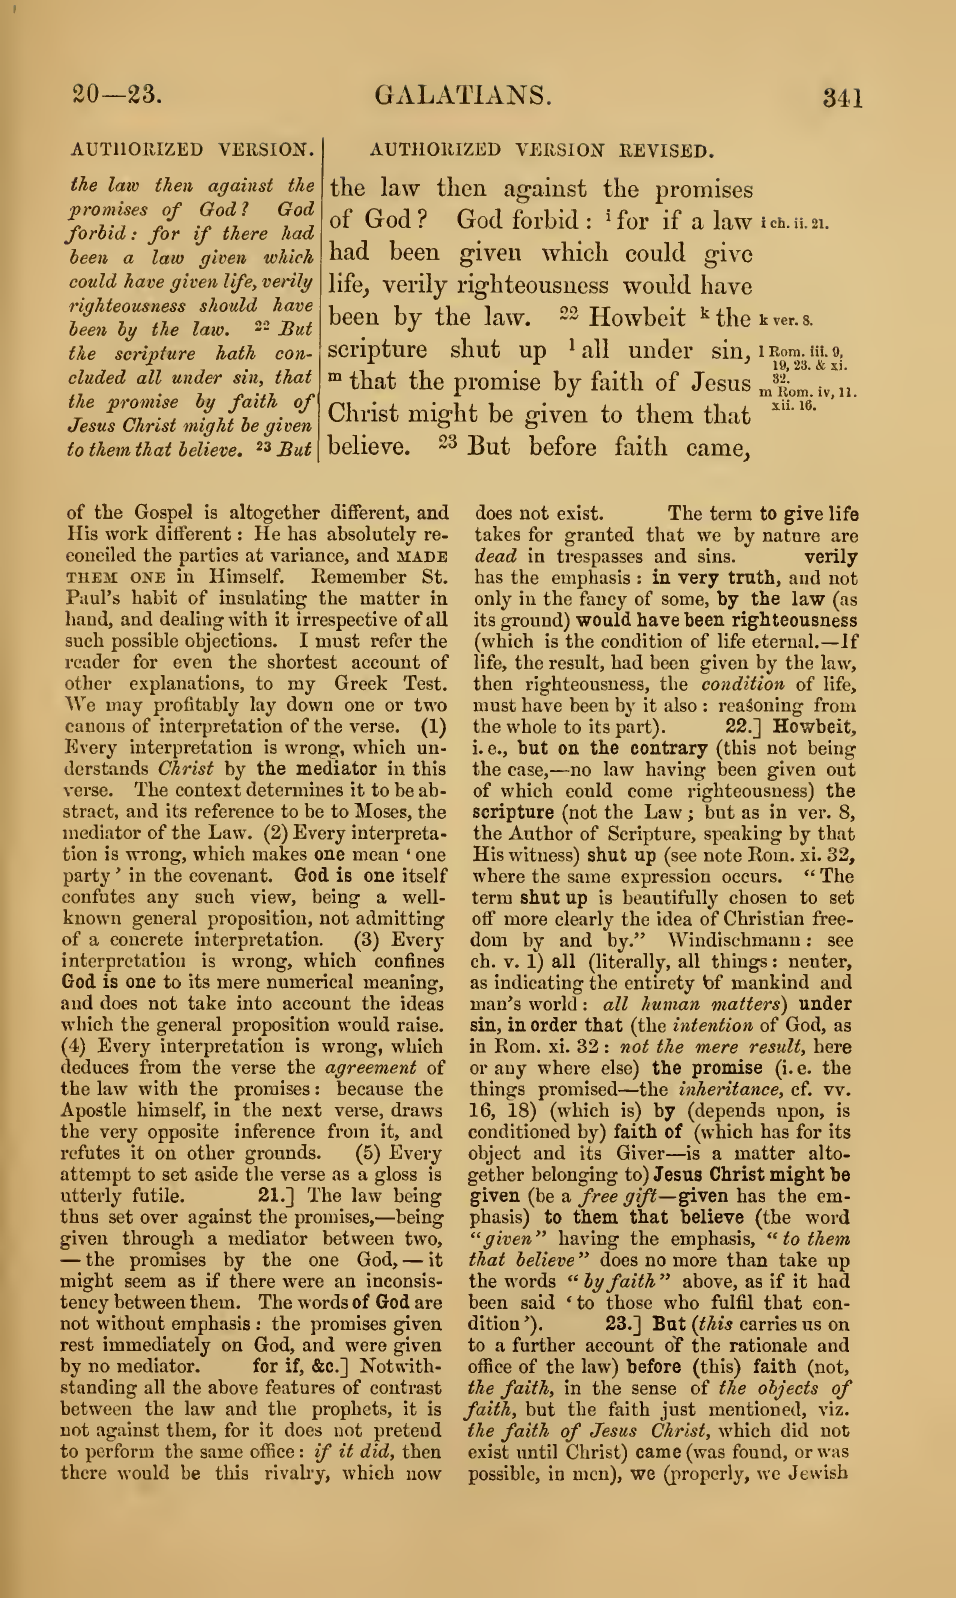 20—23.
GALATIANS.
341
AUTHORIZED VERSION.
the law then against the
promises of God? God
forbid: for if there had
been a law given which
could have given life, verily
righteousness should have
been by the law. 22 But
the scripture hath con-
cluded all under sin, that
the promise by faith of
Jesus Christ might be given
to them that believe. 23 But
AUTHORIZED VERSION REVISED.
the law then against the promises
of God? God forbid: i for if a law
had been given which could give
life, verily righteousness would have
been by the law. 22 Howbeit k the
scripture shut up l all under sin,
m that the promise by faith of Jesus
Christ might be given to them that
believe. 23 But before faith came,
i ch. ii. 21.
k ver. 8.
l Rom. iii. 9,
19, 23. & xi.
32.
m Rom. iv, 11.
xii. 16.
of the Gospel is altogether different, and
His work different: He has absolutely re-
conciled the parties at variance, and MADE
THEM ONE in Himself. Remember St.
Paul's habit of insulating the matter in
hand, and dealing with it irrespective of all
such possible objections. I must refer the
reader for even the shortest account of
other explanations, to my Greek Test.
We may profitably lay down one or two
canons of interpretation of the verse. (1)
Every interpretation is wrong, which un-
derstands Christ by the mediator in this
verse. The context determines it to be ab-
stract, and its reference to be to Moses, the
mediator of the Law. (2) Every interpreta-
tion is wrong, which makes one mean ' one
party ' in the covenant. God is one itself
confutes any such view, being a well-
known general proposition, not admitting
of a concrete interpretation. (3) Every
interpretation is wrong, which confines
God is one to its mere numerical meaning,
and does not take into account the ideas
which the general proposition would raise.
(4) Every interpretation is wrong, which
deduces from the verse the agreement of
the law with the promises: because the
Apostle himself, in the next verse, draws
the very opposite inference from it, and
refutes it on other grounds. (5) Every
attempt to set aside the verse as a gloss is
utterly futile. 21.] The law being
thus set over against the promises,—being
given through a mediator between two,
—the promises by the one God,—it
might seem as if there were an inconsis-
tency between them. The words of God are
not without emphasis: the promises given
rest immediately on God, and were given
by no mediator. for if, &c.] Notwith-
standing all the above features of contrast
between the law and the prophets, it is
not against them, for it does not pretend
to perform the same office: if it did, then
there would be this rivalry, which now
does not exist. The term to give life
takes for granted that we by nature are
dead in trespasses and sins. verily
has the emphasis: in very truth, and not
only in the fancy of some, by the law (as
its ground) would have been righteousness
(which is the condition of life eternal.—If
life, the result, had been given by the law,
then righteousness, the condition of life,
must have been by it also: reasoning from
the whole to its part). 22.] Howbeit,
i. e., but on the contrary (this not being
the case,—no law having been given out
of which could come righteousness) the
scripture (not the Law; but as in ver. 8,
the Author of Scripture, speaking by that
His witness) shut up (see note Rom. xi. 32,
where the same expression occurs. "The
term shut up is beautifully chosen to set
off more clearly the idea of Christian free-
dom by and by." Windischmann: see
ch. v. 1) all (literally, all things: neuter,
as indicating the entirety of mankind and
man's world: all human matters) under
sin, in order that (the intention of God, as
in Rom. xi. 32: not the mere result, here
or any where else) the promise (i. e. the
things promised—the inheritance, cf. vv.
16, 18) (which is) by (depends upon, is
conditioned by) faith of (which has for its
object and its Giver—is a matter alto-
gether belonging to) Jesus Christ might be
given (be a free gift—given has the em-
phasis) to them that believe (the word
"given" having the emphasis, "to them
that believe" does no more than take up
the words "by faith" above, as if it had
been said 'to those who fulfil that con-
dition'). 23.] But (this carries us on
to a further account of the rationale and
office of the law) before (this) faith (not,
the faith, in the sense of the objects of
faith, but the faith just mentioned, viz.
the faith of Jesus Christ, which did not
exist until Christ) came (was found, or was
possible, in men), we (properly, we Jewish